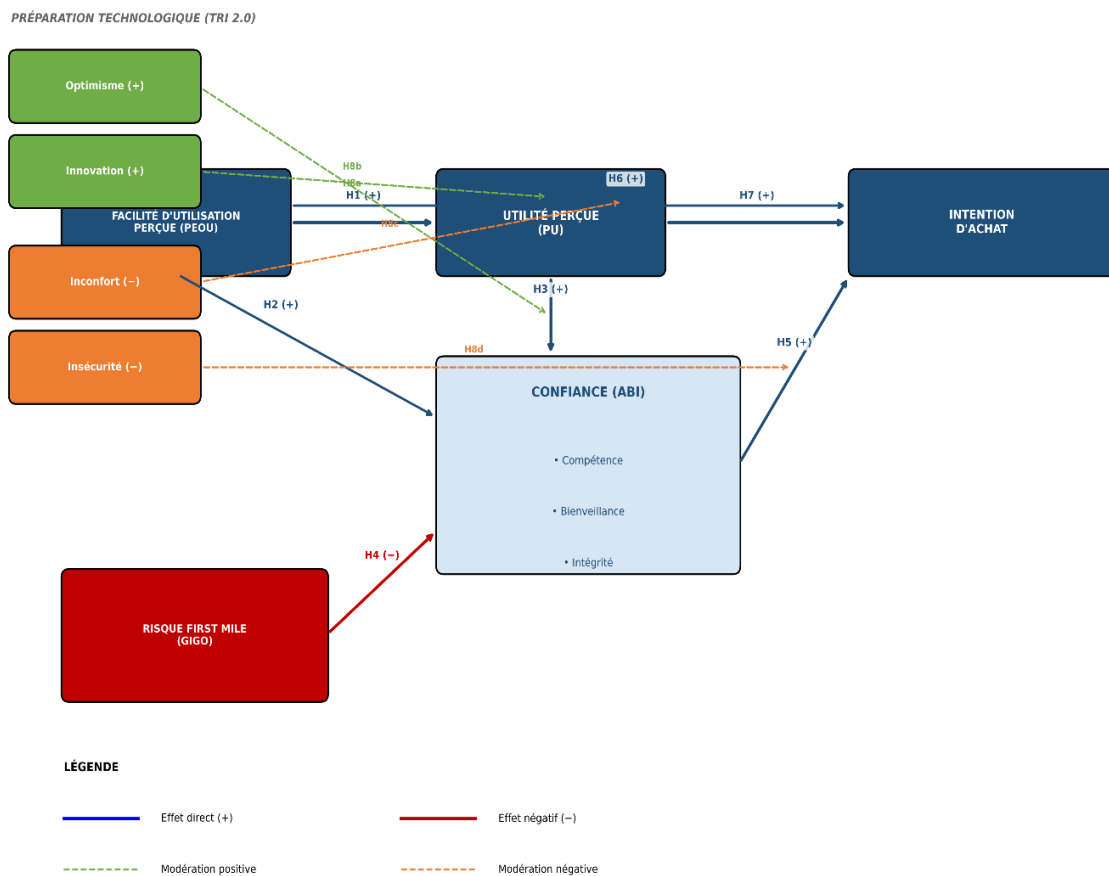 PRÉPARATION TECHNOLOGIQUE (TRI 2.0)
Optimisme (+)
Innovation (+)
H8b
H8a
H1 (+)
H6 (+)
H7 (+)
FACILITÉ D'UTILISATION
PERÇUE (PEOU)
H8c
UTILITÉ PERÇUE
(PU)
INTENTION
D'ACHAT
Inconfort (−)
H2 (+)
H3 (+)
H5 (+)
Insécurité (−)
H8d
CONFIANCE (ABI)
• Compétence
• Bienveillance
• Intégrité
H4 (−)
RISQUE FIRST MILE
(GIGO)
LÉGENDE
Effet direct (+)
Effet négatif (−)
Modération positive
Modération négative